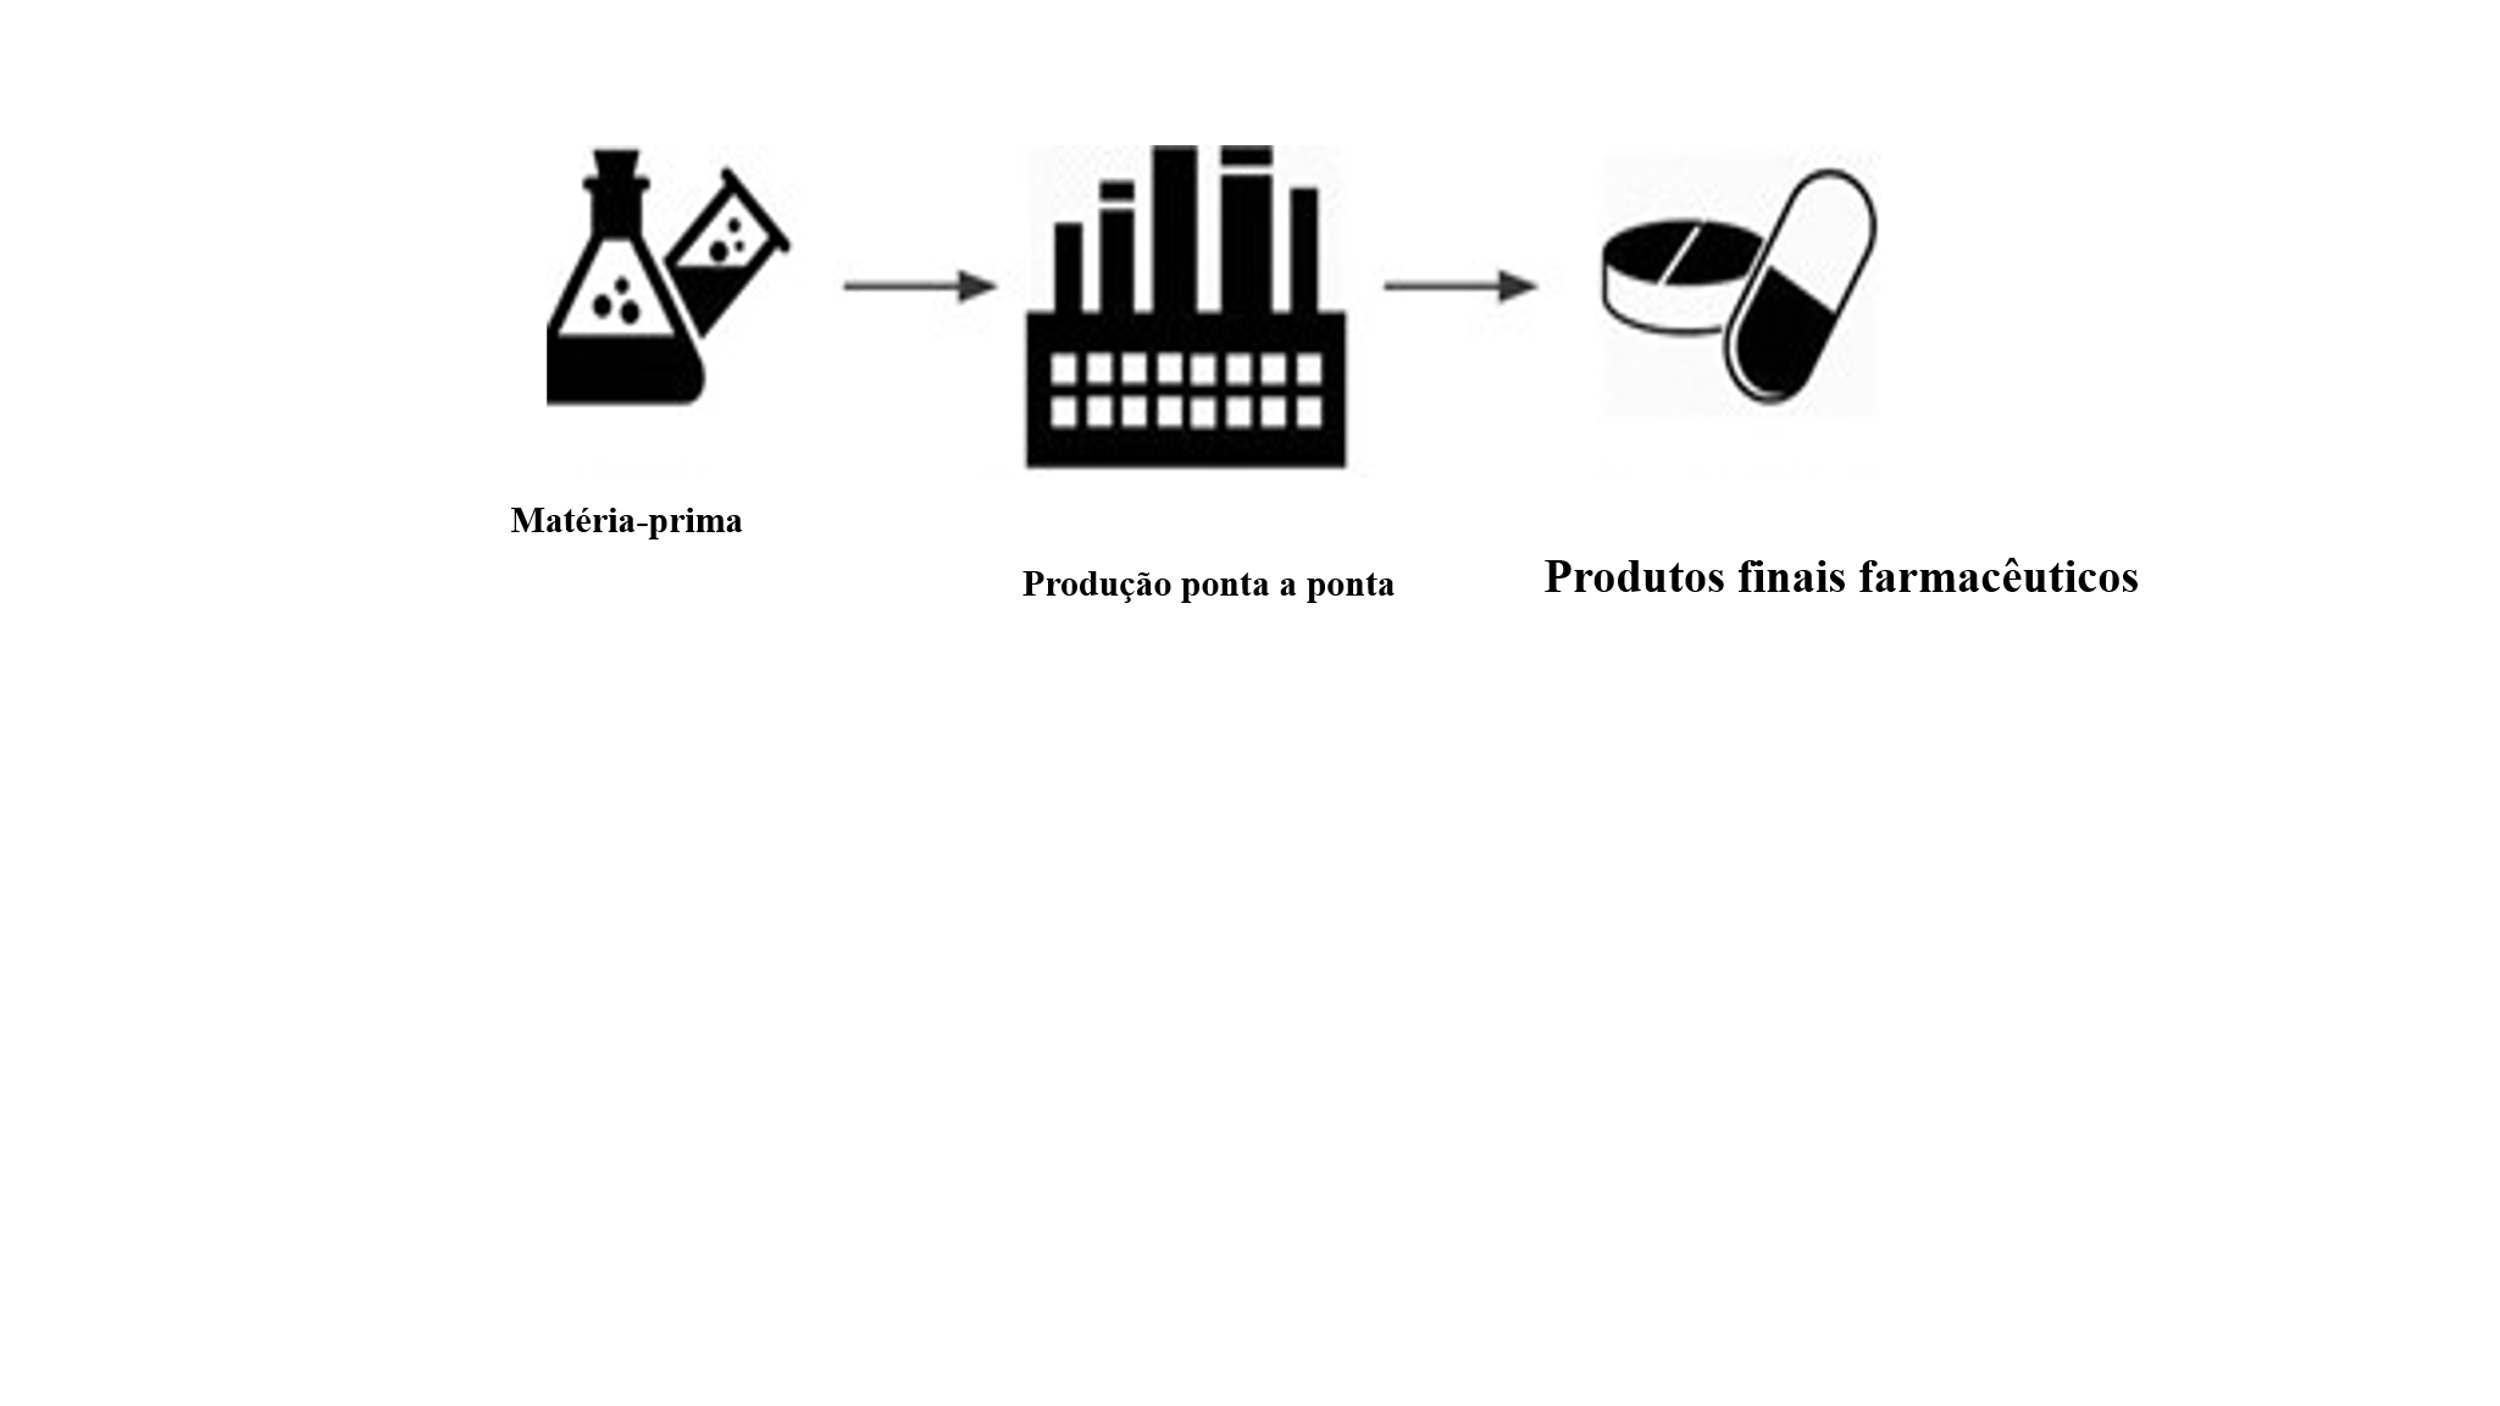 Matéria-prima
Produção ponta a ponta
Produtos finais farmacêuticos